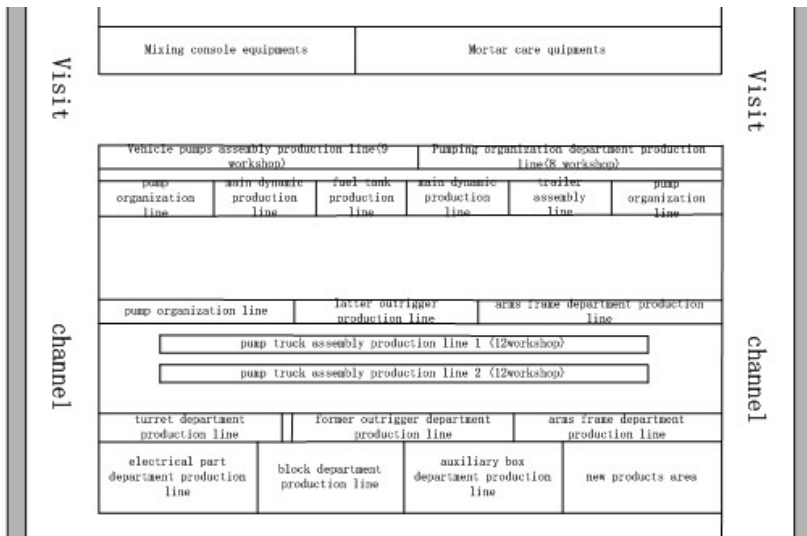 Mixing console equipments
Mortar care quipments
Visit
Visit
Vehicle pumps assembly production line(9
workshop)
Pumping organization department production
line(8 workshop)
pump
organization
line
main dynamic
production
line
fuel tank
production
line
main dynamic
production
line
trailer
assembly
line
pump
organization
line
pump organization line
latter outrigger
production line
arms frame department production
line
channel
channel
pump truck assembly production line 1 (12workshop)
pump truck assembly production line 2 (12workshop)
turret department
production line
former outrigger department
production line
arms frame department
production line
electrical part
department production
line
block department
production line
auxiliary box
department production
line
new products area